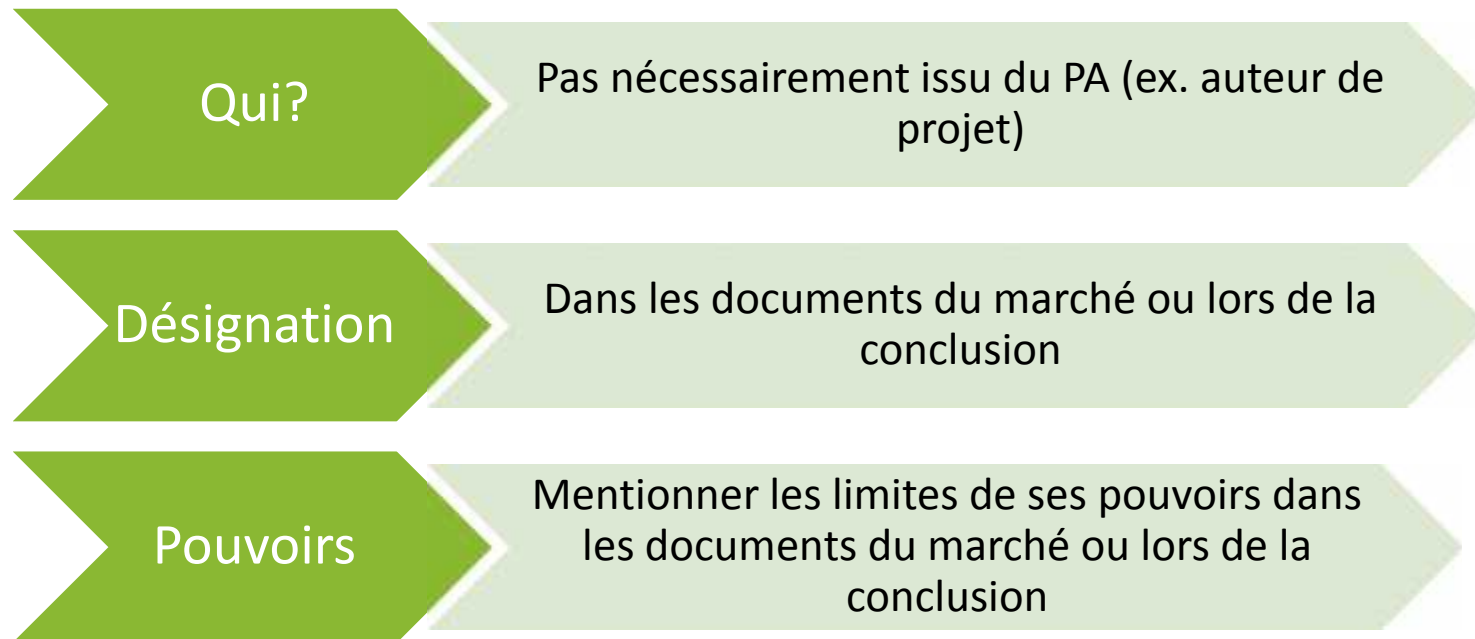 Qui?
Pas nécessairement issu du PA (ex. auteur de
projet)
Désignation
Dans les documents du marché ou lors de la
conclusion
Pouvoirs
Mentionner les limites de ses pouvoirs dans
les documents du marché ou lors de la
conclusion